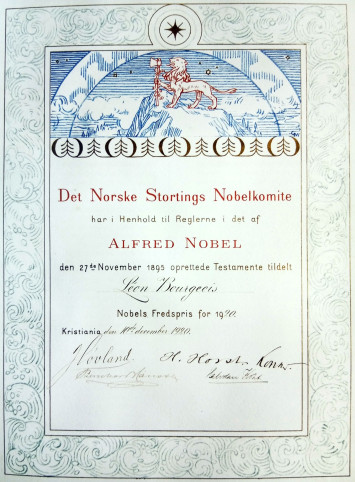 Det Norske Stortings Nobelkomite
har i Henhold til Reglerne i det af
Alfred Nobel
den 27de November 1895 oprettede Testamente tildelt
Léon Bourgeois
Nobels Fredspris for 1920.
Kristiania, den 10de december 1920.
J Løvland H. Horst